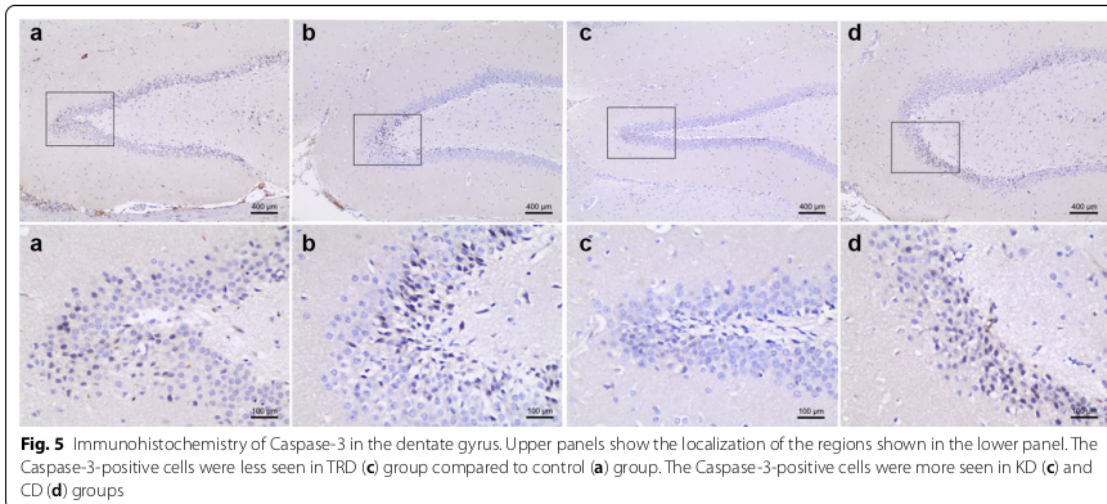 a b c d
400 µm 400 µm 400 µm 400 µm
a b c d
100 µm 100 µm 100 µm 100 µm
Fig. 5 Immunohistochemistry of Caspase-3 in the dentate gyrus. Upper panels show the localization of the regions shown in the lower panel. The
Caspase-3-positive cells were less seen in TRD (c) group compared to control (a) group. The Caspase-3-positive cells were more seen in KD (c) and
CD (d) groups